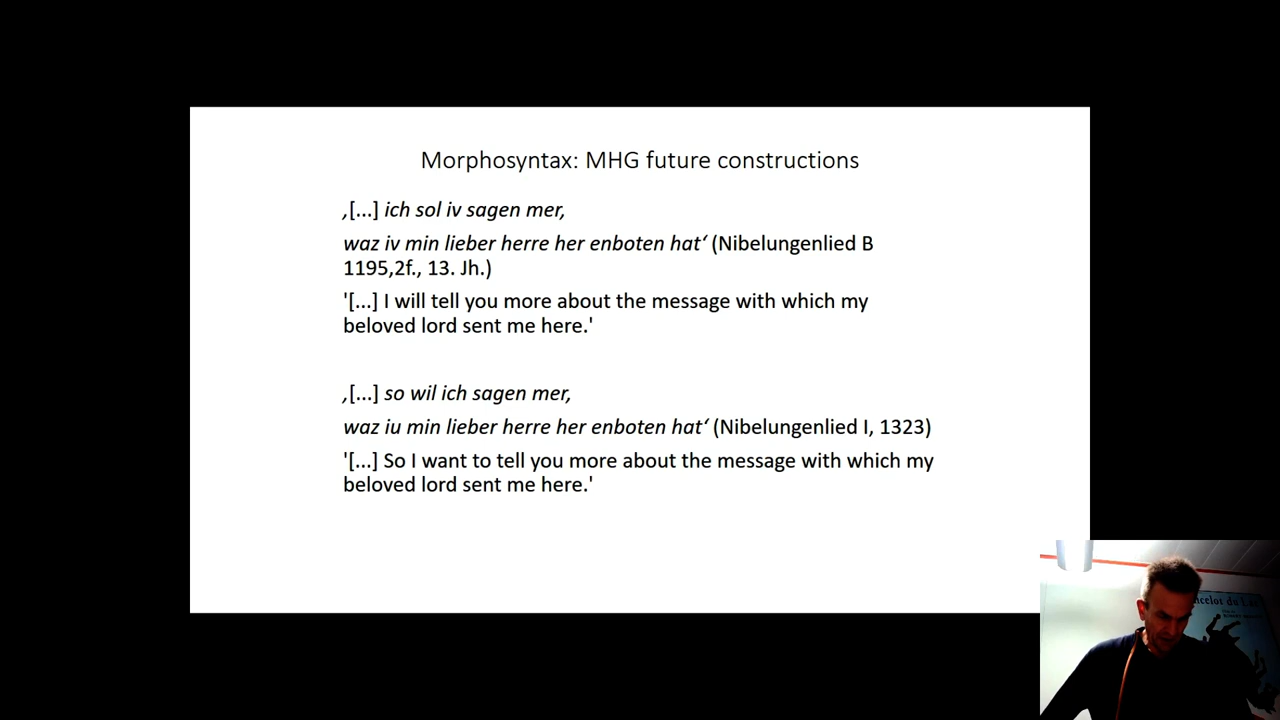 Morphosyntax: MHG future constructions
‚[...] ich sol iv sagen mer,
waz iv min lieber herre her enboten hat‘ (Nibelungenlied B
1195,2f., 13. Jh.)
'[...] I will tell you more about the message with which my
beloved lord sent me here.'
‚[...] so wil ich sagen mer,
waz iu min lieber herre her enboten hat‘ (Nibelungenlied I, 1323)
'[...] So I want to tell you more about the message with which my
beloved lord sent me here.'
du